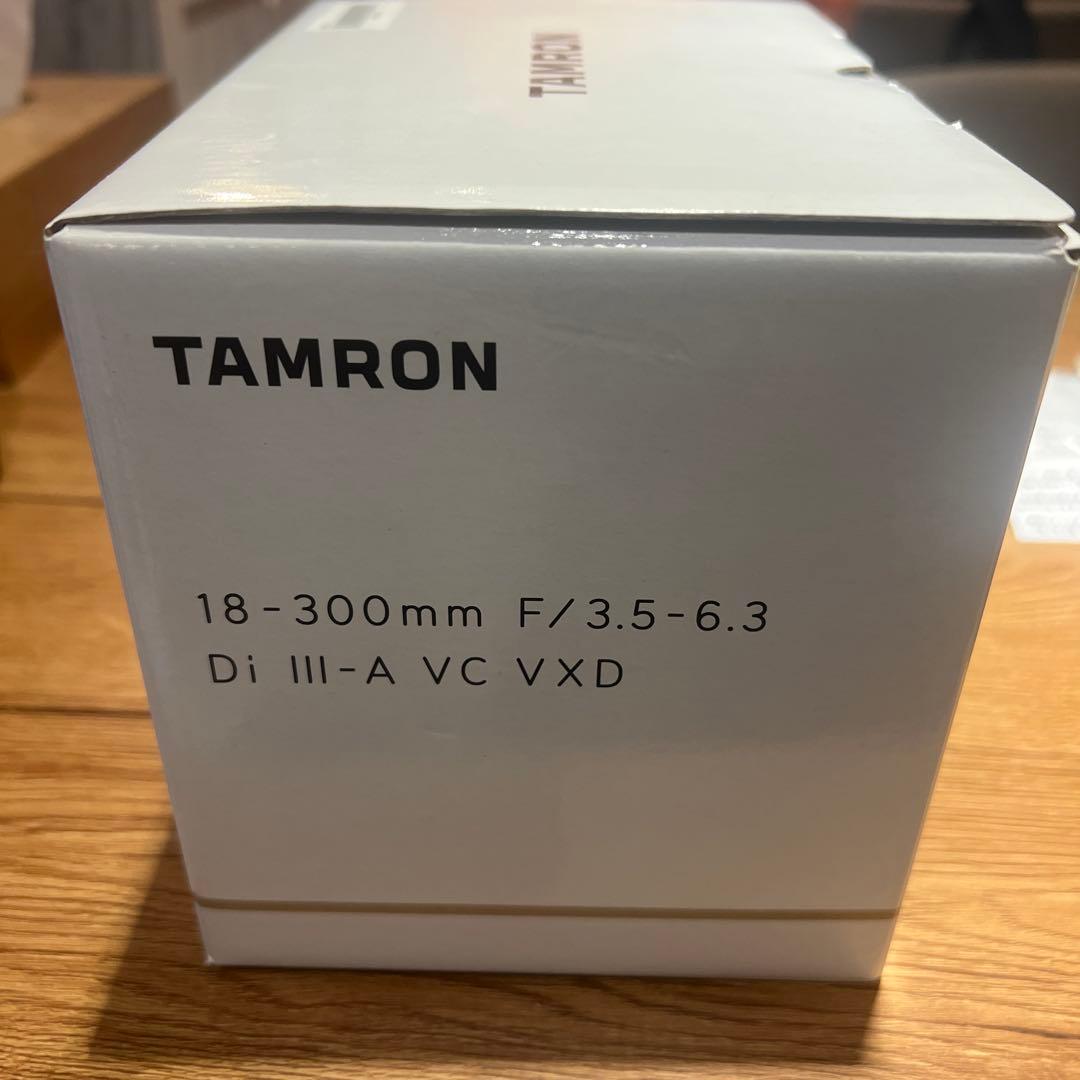 TAMRON
TAMRON
18-300mm F/3.5-6.3
Di III-A VC VXD